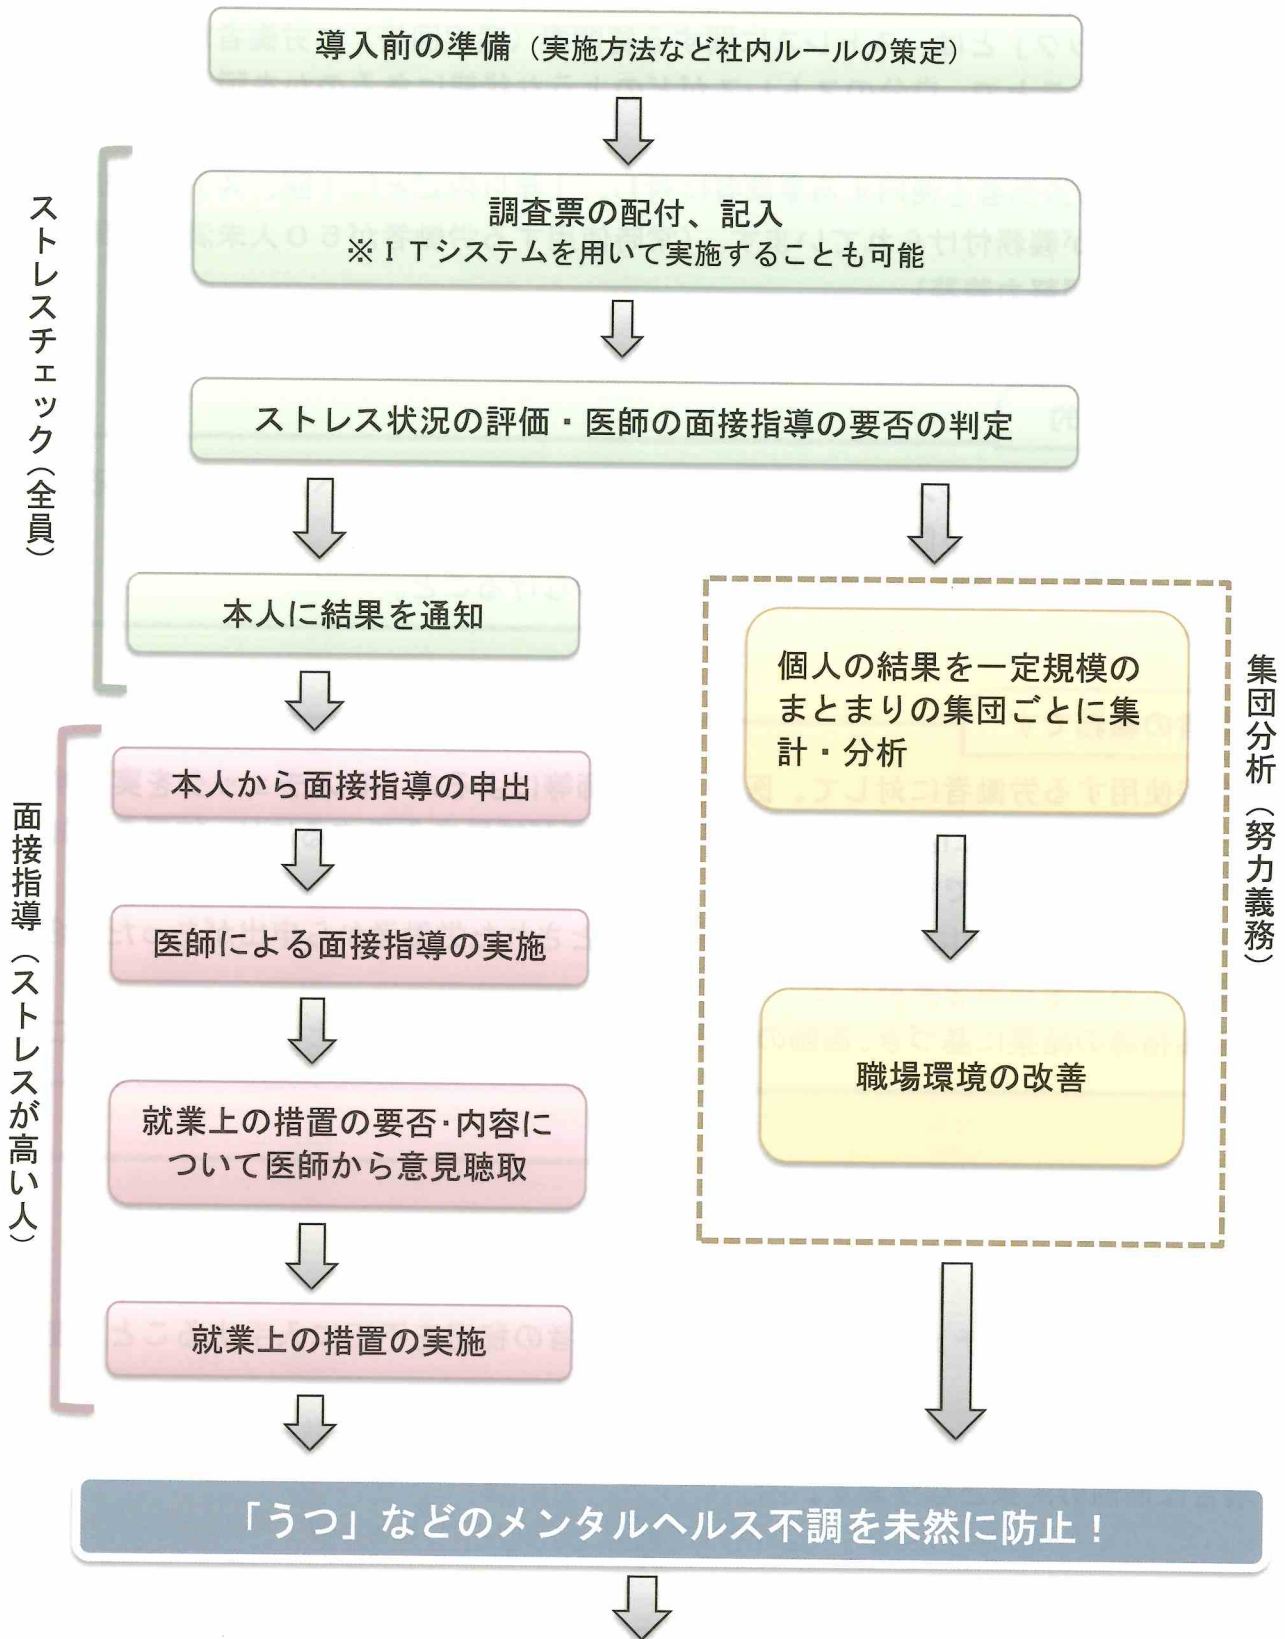 導入前の準備（実施方法など社内ルールの策定）
ストレスチェック（全員）
調査票の配付、記入
※ＩＴシステムを用いて実施することも可能
ストレス状況の評価・医師の面接指導の要否の判定
本人に結果を通知
面接指導（ストレスが高い人）
本人から面接指導の申出
医師による面接指導の実施
就業上の措置の要否・内容に
ついて医師から意見聴取
就業上の措置の実施
集団分析（努力義務）
個人の結果を一定規模の
まとまりの集団ごとに集
計・分析
職場環境の改善
「うつ」などのメンタルヘルス不調を未然に防止！